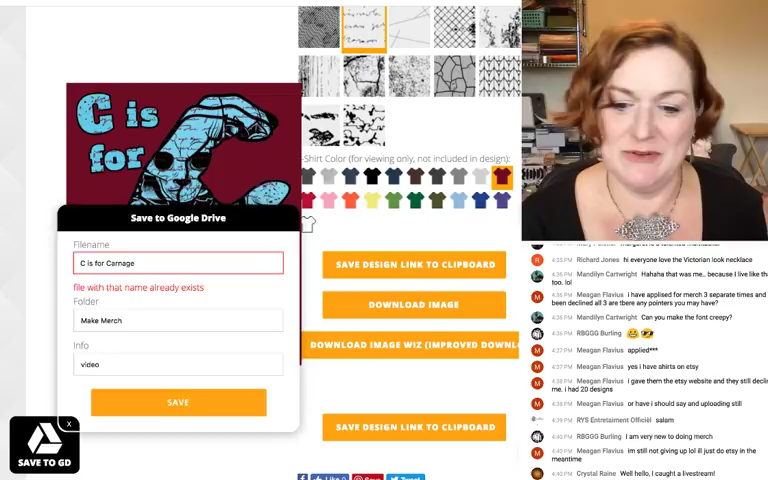 C is
for
T-Shirt Color (for viewing only, not included in design):
SAVE DESIGN LINK TO CLIPBOARD
DOWNLOAD IMAGE
DOWNLOAD IMAGE WIZ (IMPROVED DOWNL
SAVE DESIGN LINK TO CLIPBOARD
Like 0
Save
Tweet
Save to Google Drive
Filename
C is for Carnage
file with that name already exists
Folder
Make Merch
Info
video
SAVE
X
SAVE TO GD
4:35 PM Richard Jones hi everyone love the Victorian look necklace
4:36 PM Mandilyn Cartwright Hahaha that was me.. because I live like tha
too. lol
4:36 PM Meagan Flavius i have applised for merch 3 separate times and
been declined all 3 are tbere any pointers you may have?
4:36 PM Mandilyn Cartwright Can you make the font creepy?
4:36 PM RBGGG Burling
4:37 PM Meagan Flavius applied***
4:37 PM Meagan Flavius yes i have ahirts on etsy
4:38 PM Meagan Flavius i gave them the etsy website and they still decli
me. i had 20 designs
4:38 PM Meagan Flavius or have i should say and uploading still
4:39 PM RYS Entretaiment Officiël salam
4:40 PM RBGGG Burling I am very new to doing merch
4:40 PM Meagan Flavius im still not giving up lol ill just do etsy in the
meantime
4:40 PM Crystal Raine Well hello, I caught a livestream!